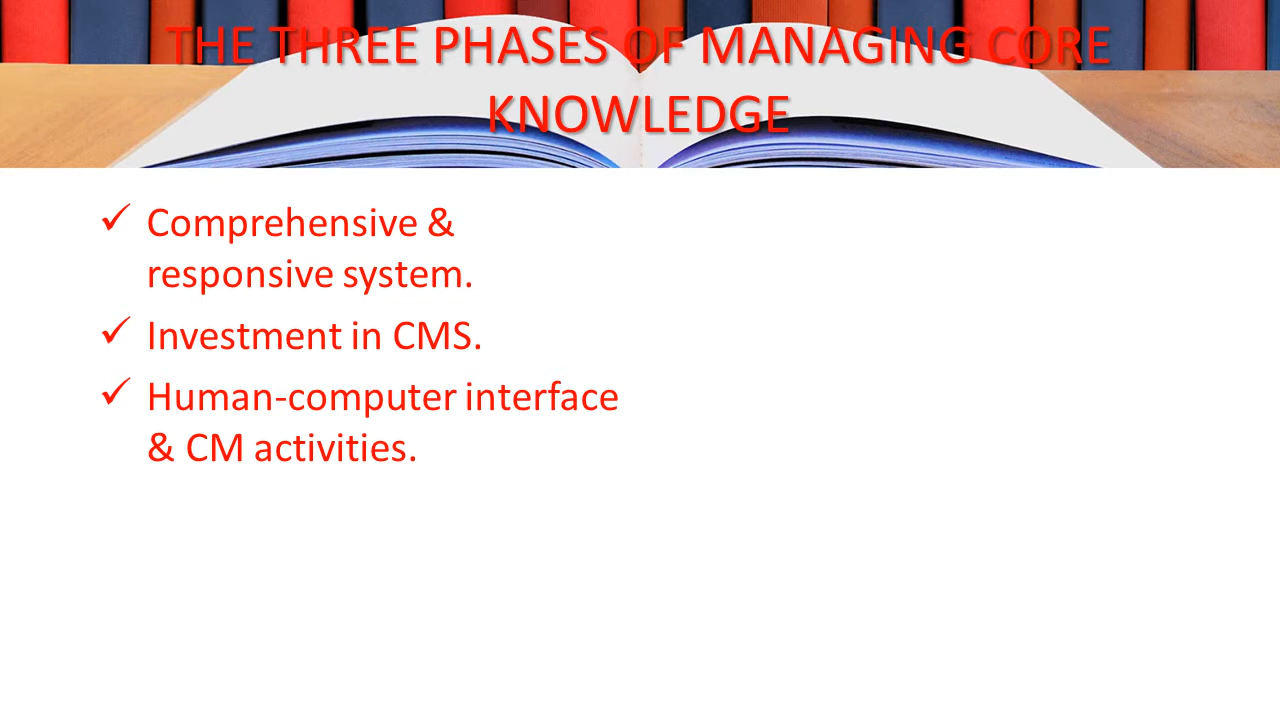 THE THREE PHASES OF MANAGING CORE
KNOWLEDGE
✓ Comprehensive &
responsive system.
✓ Investment in CMS.
✓ Human-computer interface
& CM activities.